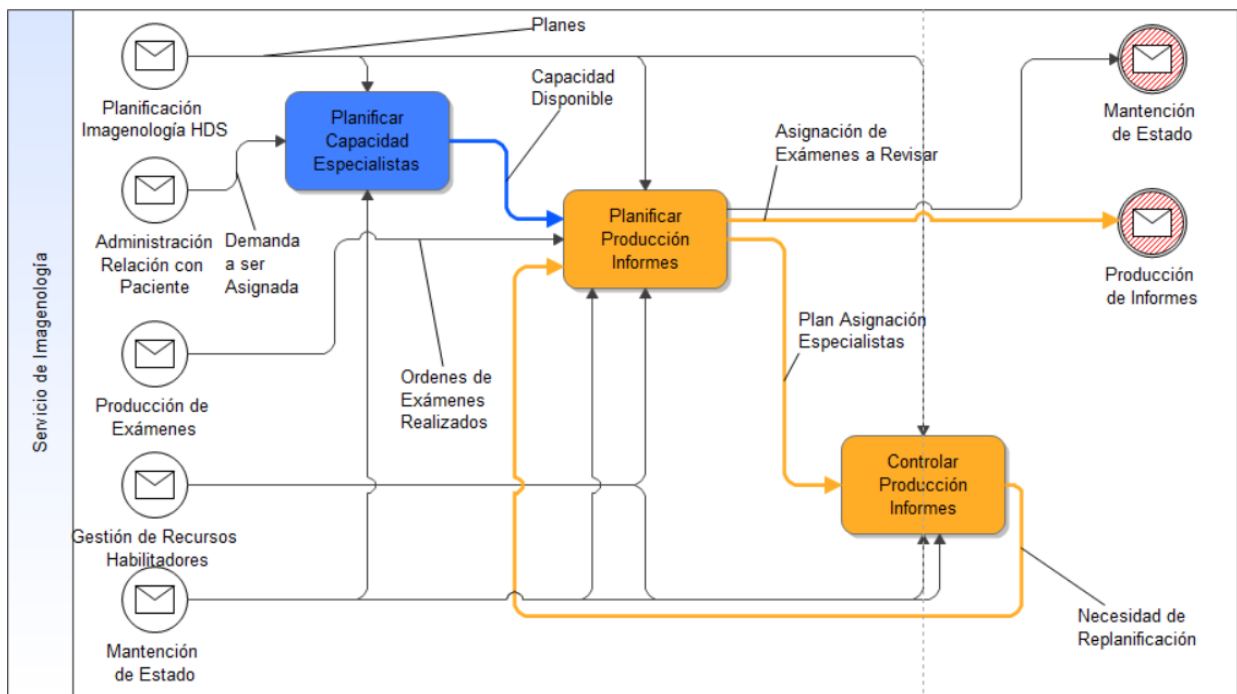 Servicio de Imagenología
Planificación
Imagenología HDS
Administración
Relación con
Paciente
Producción de
Exámenes
Gestión de Recursos
Habilitadores
Mantención
de Estado
Planes
Demanda
a ser
Asignada
Planificar
Capacidad
Especialistas
Capacidad
Disponible
Ordenes de
Exámenes
Realizados
Planificar
Producción
Informes
Asignación de
Exámenes a Revisar
Plan Asignación
Especialistas
Controlar
Producción
Informes
Necesidad de
Replanificación
Mantención
de Estado
Producción
de Informes